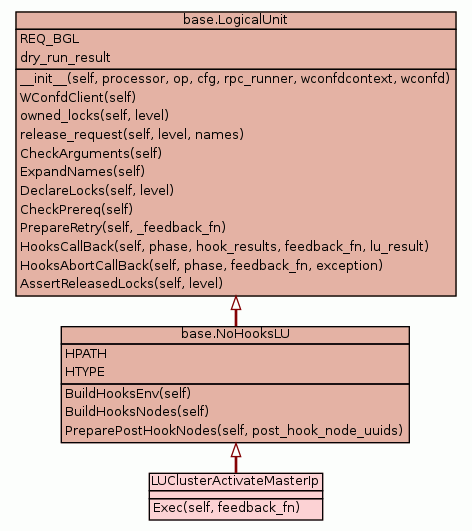 base.LogicalUnit
REQ_BGL
dry_run_result
__init__(self, processor, op, cfg, rpc_runner, wconfdcontext, wconfd)
WConfdClient(self)
owned_locks(self, level)
release_request(self, level, names)
CheckArguments(self)
ExpandNames(self)
DeclareLocks(self, level)
CheckPrereq(self)
PrepareRetry(self, _feedback_fn)
HooksCallBack(self, phase, hook_results, feedback_fn, lu_result)
HooksAbortCallBack(self, phase, feedback_fn, exception)
AssertReleasedLocks(self, level)
base.NoHooksLU
HPATH
HTYPE
BuildHooksEnv(self)
BuildHooksNodes(self)
PreparePostHookNodes(self, post_hook_node_uuids)
LUClusterActivateMasterIp
Exec(self, feedback_fn)